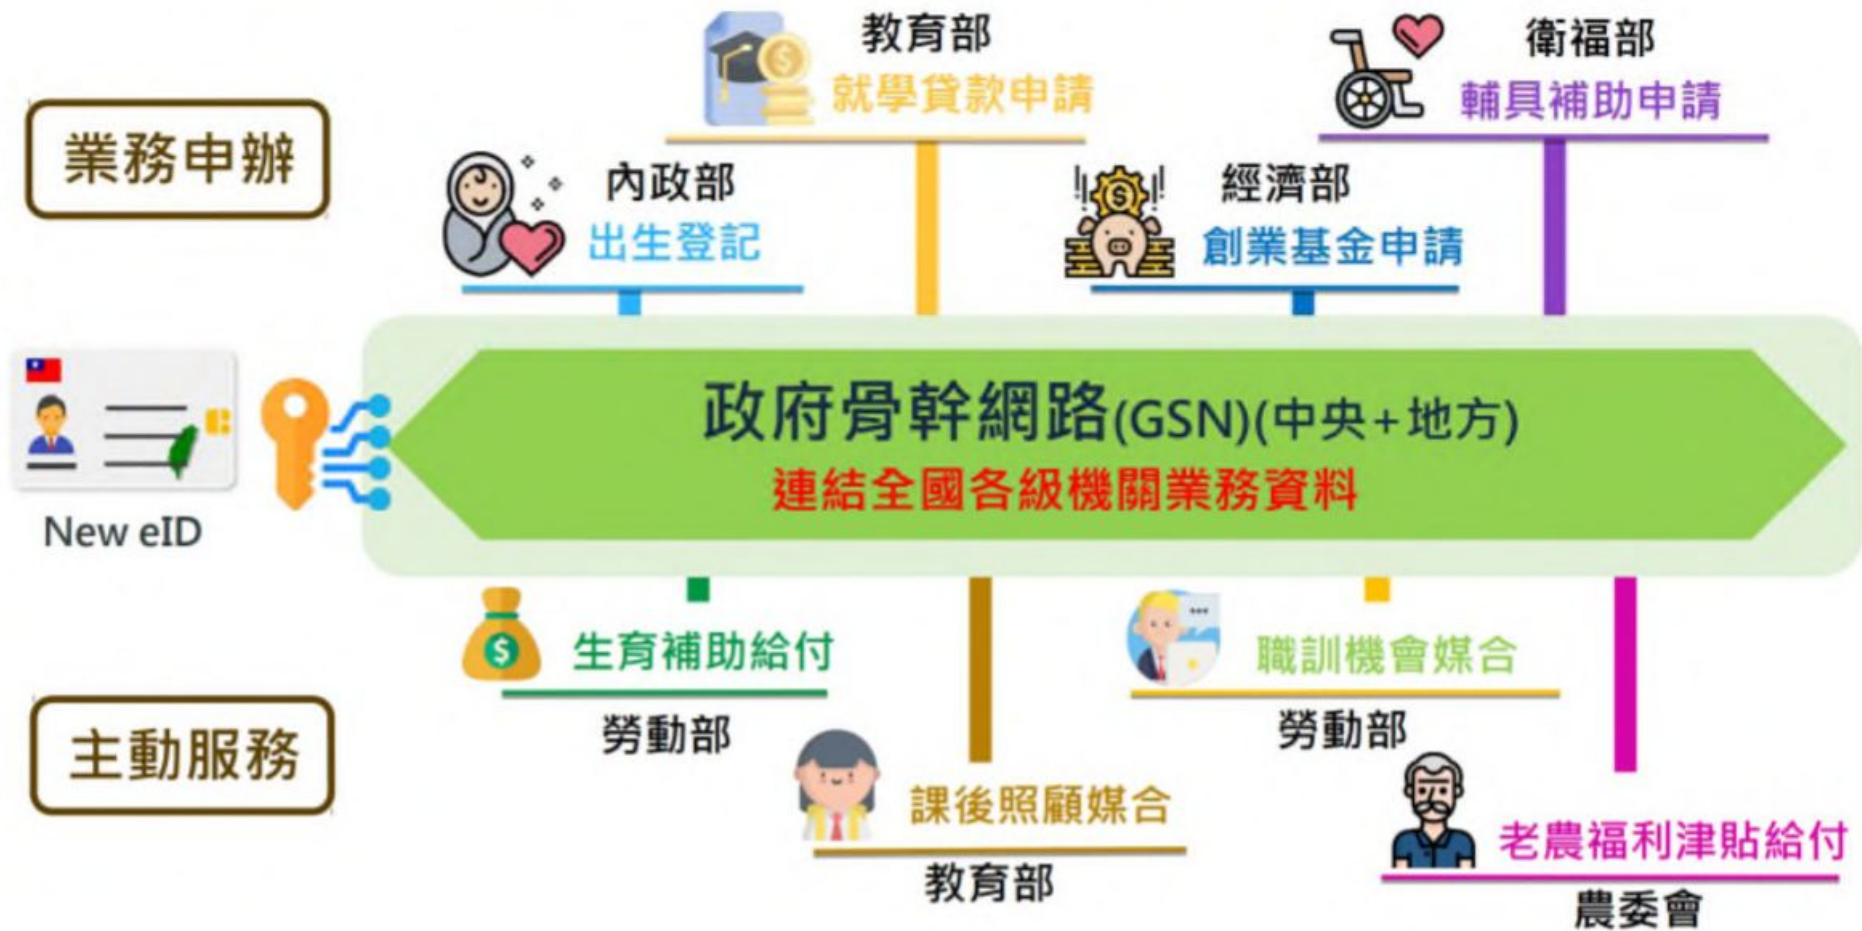 教育部
就學貸款申請
衛福部
輔具補助申請
業務申辦
內政部
出生登記
經濟部
創業基金申請
政府骨幹網路(GSN)(中央+地方)
連結全國各級機關業務資料
New eID
生育補助給付
勞動部
職訓機會媒合
勞動部
主動服務
課後照顧媒合
教育部
老農福利津貼給付
農委會